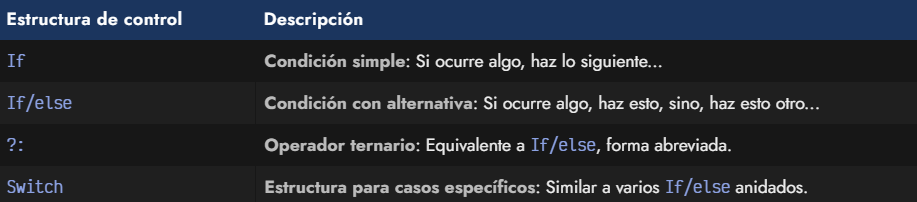 Estructura de control Descripción
If Condición simple: Si ocurre algo, haz lo siguiente...
If/else Condición con alternativa: Si ocurre algo, haz esto, sino, haz esto otro...
?: Operador ternario: Equivalente a If/else, forma abreviada.
Switch Estructura para casos específicos: Similar a varios If/else anidados.